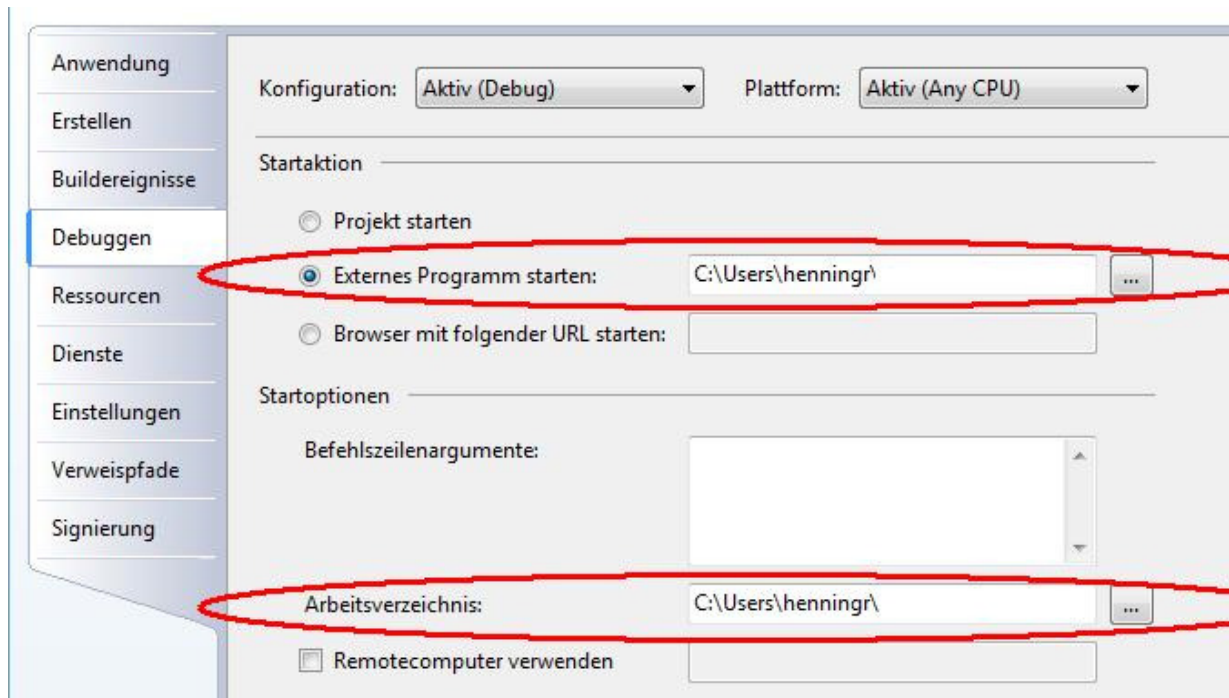 Anwendung
Erstellen
Buildereignisse
Debuggen
Ressourcen
Dienste
Einstellungen
Verweispfade
Signierung
Konfiguration: Aktiv (Debug) Plattform: Aktiv (Any CPU)
Startaktion
Projekt starten
Externes Programm starten: C:\Users\henningr\ ...
Browser mit folgender URL starten:
Startoptionen
Befehlszeilenargumente:
Arbeitsverzeichnis: C:\Users\henningr\ ...
Remotecomputer verwenden